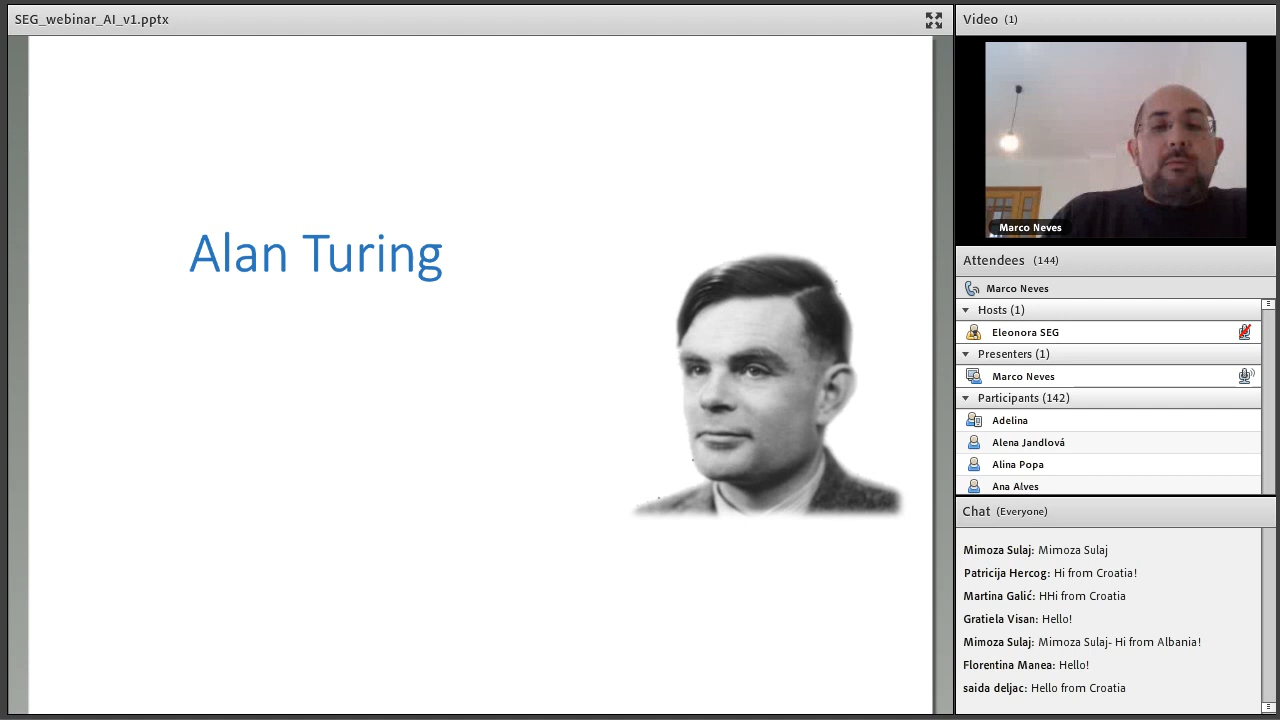 SEG_webinar_AI_v1.pptx
Alan Turing
Video (1)
Marco Neves
Attendees (144)
Marco Neves
Hosts (1)
Eleonora SEG
Presenters (1)
Marco Neves
Participants (142)
Adelina
Alena Jandlová
Alina Popa
Ana Alves
Chat (Everyone)
Mimoza Sulaj: Mimoza Sulaj
Patricija Hercog: Hi from Croatia!
Martina Galić: HHi from Croatia
Gratiela Visan: Hello!
Mimoza Sulaj: Mimoza Sulaj- Hi from Albania!
Florentina Manea: Hello!
saida deljac: Hello from Croatia